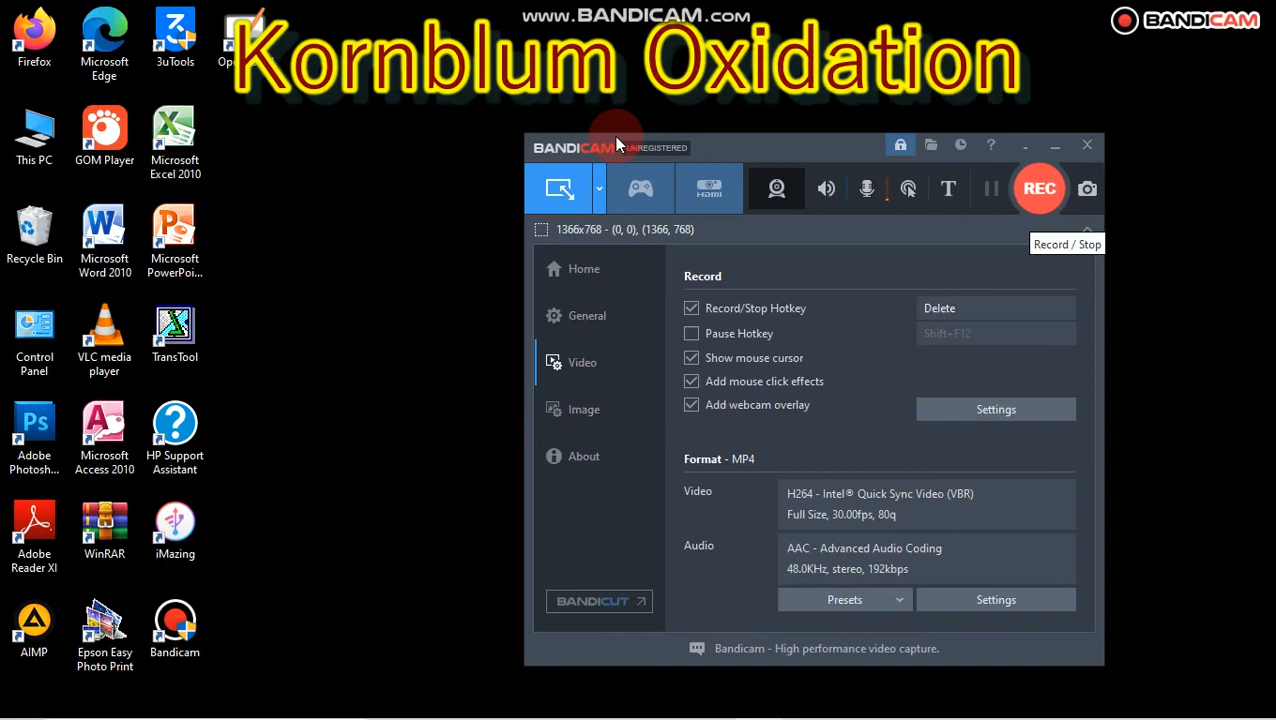 www.BANDICAM.com
BANDICAM
Kornblum Oxidation
Firefox
Microsoft
Edge
3uTools
This PC
GOM Player
Microsoft
Excel 2010
Recycle Bin
Microsoft
Word 2010
Microsoft
PowerPoi...
Control
Panel
VLC media
player
TransTool
Adobe
Photosh...
Microsoft
Access 2010
HP Support
Assistant
Adobe
Reader XI
WinRAR
iMazing
AIMP
Epson Easy
Photo Print
Bandicam
BANDICAM UNREGISTERED
HDMI
T
REC
1366x768 - (0, 0), (1366, 768)
Record / Stop
Home
General
Video
Image
About
BANDICUT
Record
Record/Stop Hotkey
Delete
Pause Hotkey
Shift+F12
Show mouse cursor
Add mouse click effects
Add webcam overlay
Settings
Format - MP4
Video
H264 - Intel® Quick Sync Video (VBR)
Full Size, 30.00fps, 80q
Audio
AAC - Advanced Audio Coding
48.0KHz, stereo, 192kbps
Presets
Settings
Bandicam - High performance video capture.